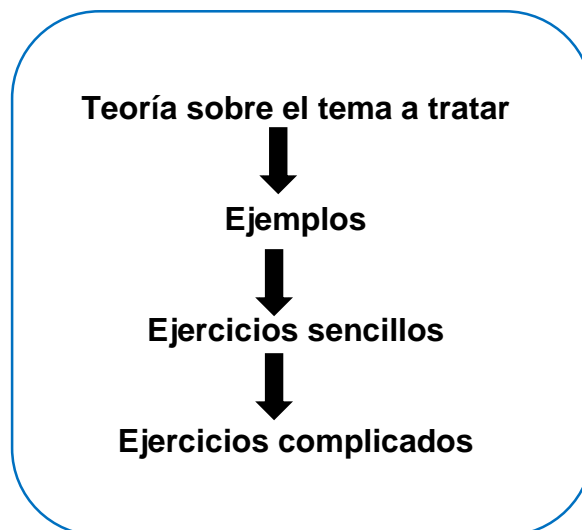 Teoría sobre el tema a tratar
Ejemplos
Ejercicios sencillos
Ejercicios complicados